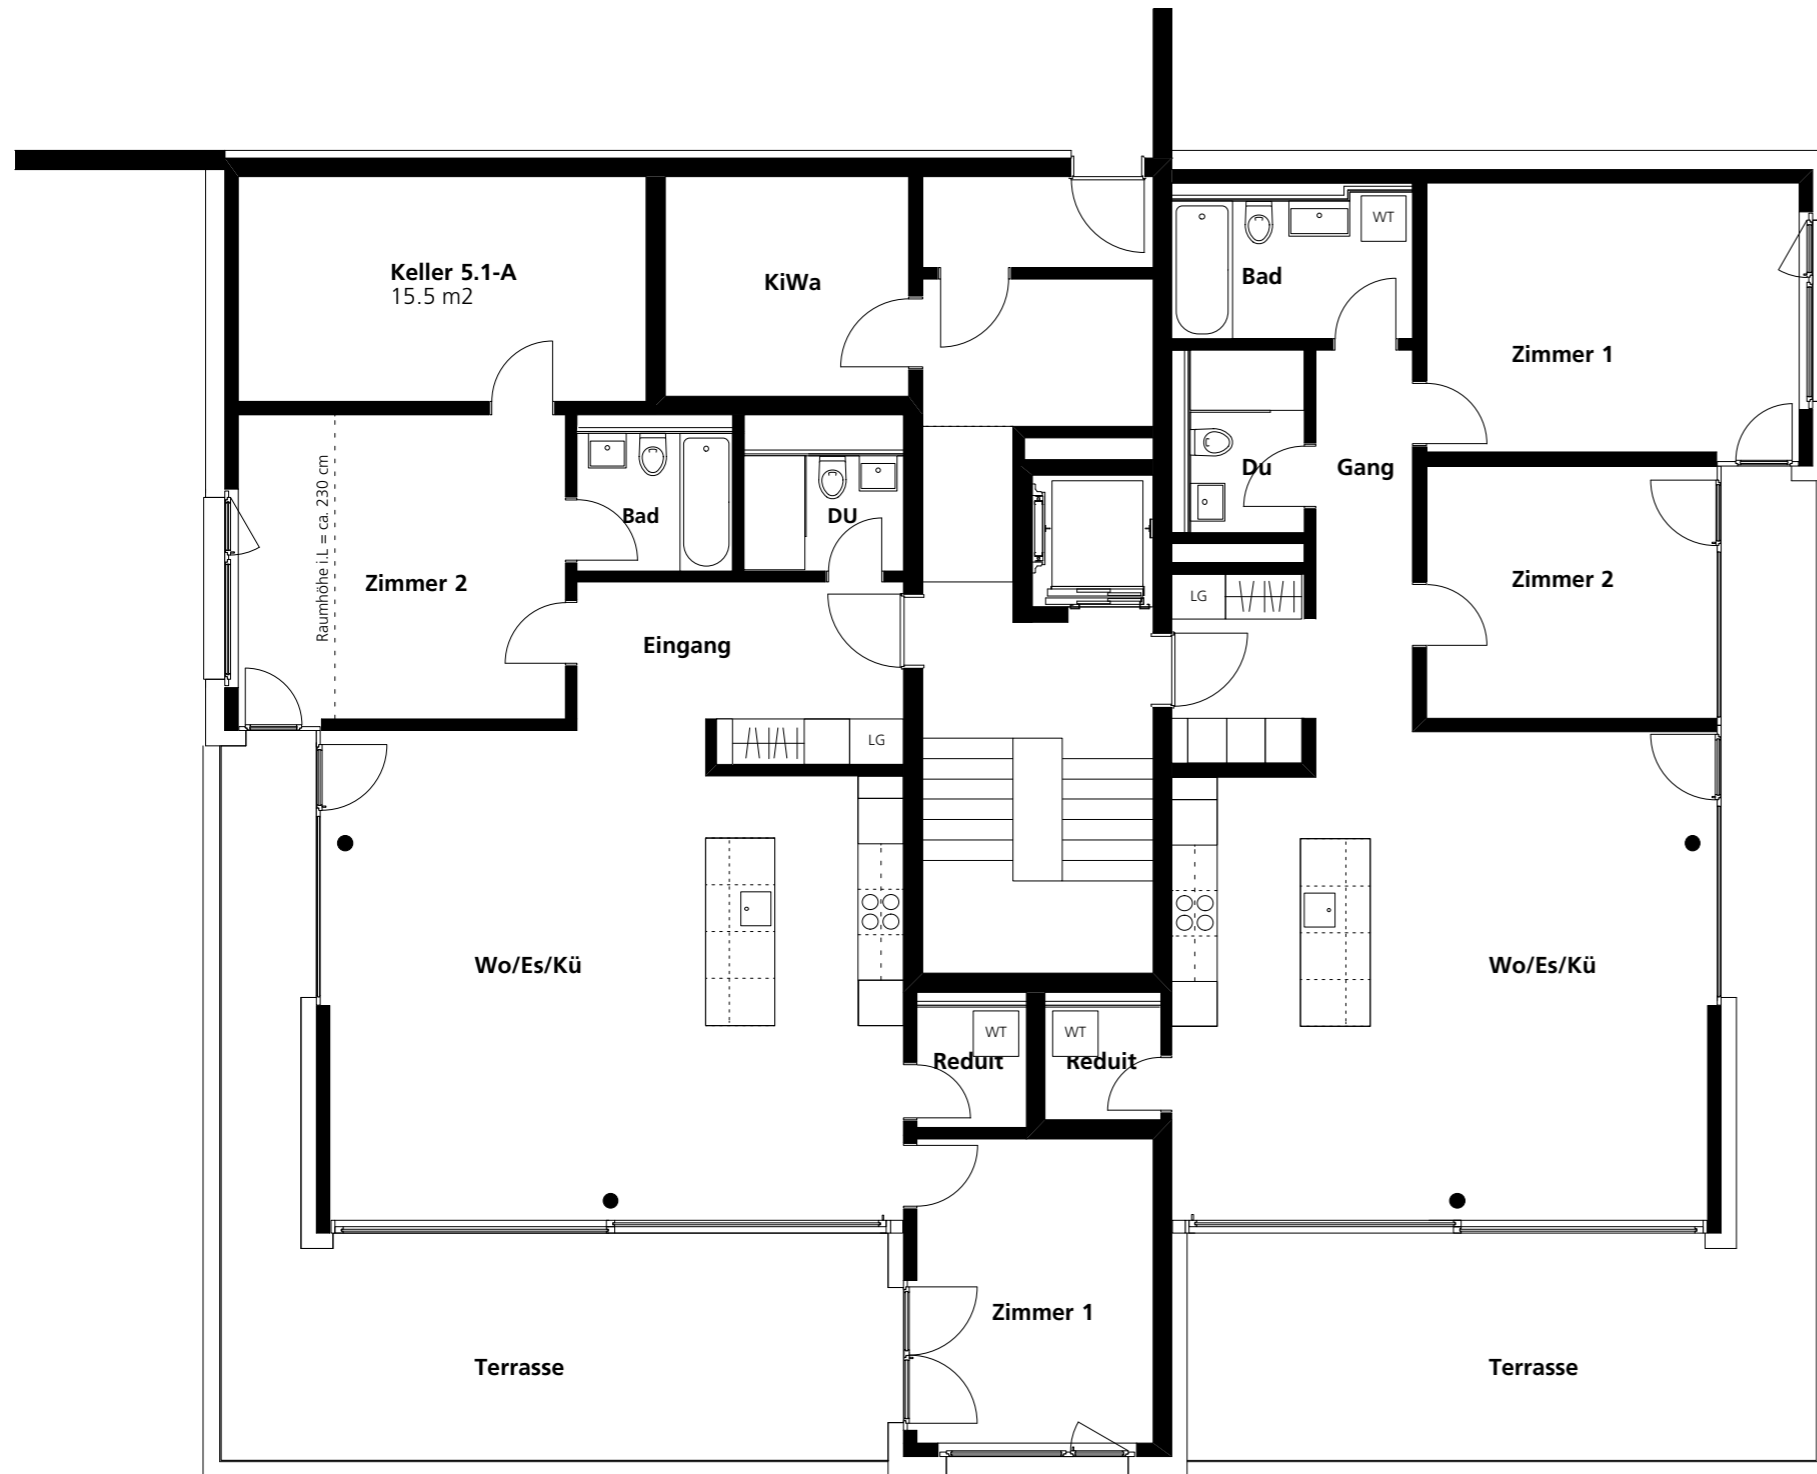 WT
Keller 5.1-A
15.5 m2
KiWa
Bad
Zimmer 1
Raumhöhe i.L = ca. 230 cm
Bad
DU
Du
Gang
Zimmer 2
Zimmer 2
LG
Eingang
LG
Wo/Es/Kü
Wo/Es/Kü
WT
WT
Reduit
Reduit
Zimmer 1
Terrasse
Terrasse